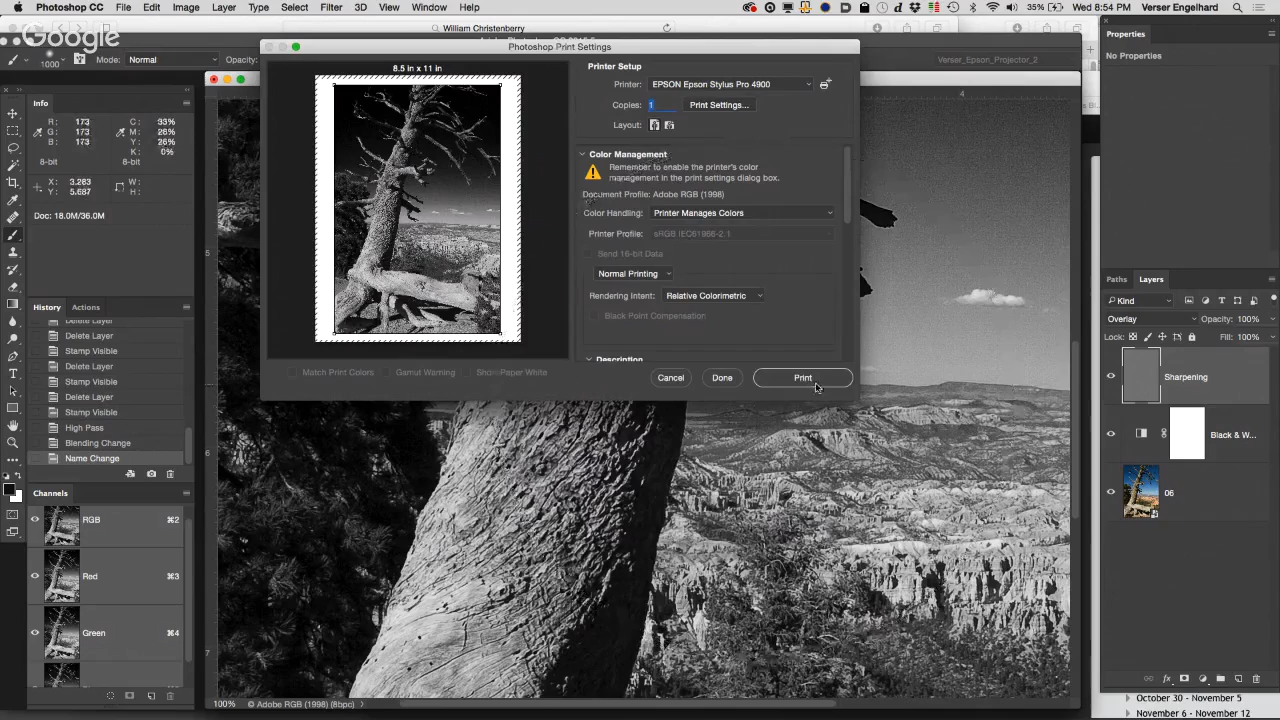 Photoshop CC File Edit Image Layer Type Select Filter 3D View Window Help 35% Wed 8:54 PM Verser Engelhard
Google
William Christenberry
1000 Mode: Normal Opacity:
Verser_Epson_Projector_2
Photoshop Print Settings
8.5 in x 11 in
Printer Setup
Printer: EPSON Epson Stylus Pro 4900
Copies: 1 Print Settings...
Layout:
Color Management
Remember to enable the printer's color
management in the print settings dialog box.
Document Profile: Adobe RGB (1998)
Color Handling: Printer Manages Colors
Printer Profile: sRGB IEC61966-2.1
Send 16-bit Data
Normal Printing
Rendering Intent: Relative Colorimetric
Black Point Compensation
Description
Match Print Colors Gamut Warning Show Paper White
Cancel Done Print
Info
R: 173 C: 33%
G: 173 M: 26%
B: 173 Y: 26%
K: 0%
8-bit 8-bit
X: 3.283 W:
Y: 5.687 H:
Doc: 18.0M/36.0M
History Actions
Delete Layer
Delete Layer
Stamp Visible
Delete Layer
Stamp Visible
Delete Layer
Stamp Visible
High Pass
Blending Change
Name Change
Channels
RGB ⌘2
Red ⌘3
Green ⌘4
4
5
6
7
100% © Adobe RGB (1998) (8bpc)
Properties
No Properties
Paths Layers
Kind
Overlay Opacity: 100%
Lock: Fill: 100%
Sharpening
Black & W...
06
fx
October 30 - November 5
November 6 - November 12